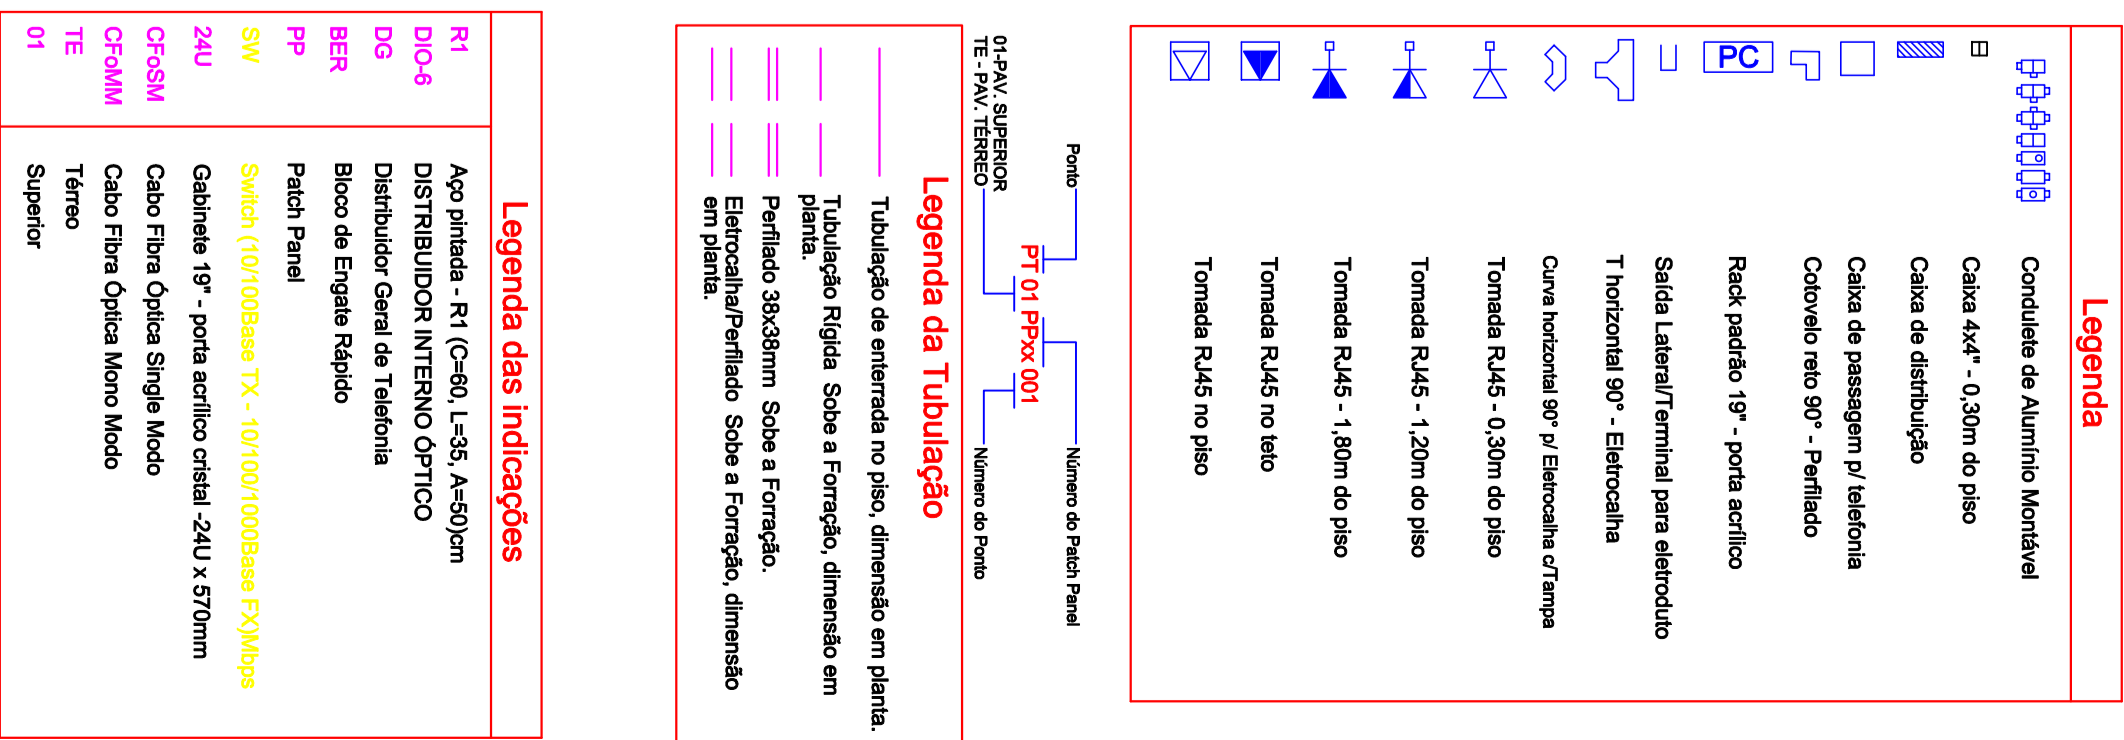 Legenda
Condulete de Alumínio Montável
Caixa 4x4" - 0,30m do piso
Caixa de distribuição
Caixa de passagem p/ telefonia
Cotovelo reto 90° - Perfilado
PC Rack padrão 19" - porta acrílico
Saída Lateral/Terminal para eletroduto
T horizontal 90° - Eletrocalha
Curva horizontal 90° p/ Eletrocalha c/Tampa
Tomada RJ45 - 0,30m do piso
Tomada RJ45 - 1,20m do piso
Tomada RJ45 - 1,80m do piso
Tomada RJ45 no teto
Tomada RJ45 no piso
Ponto
Número do Patch Panel
PT 01 PPxx 001
01-PAV. SUPERIOR
TE - PAV. TÉRREO
Número do Ponto
Legenda da Tubulação
Tubulação de enterrada no piso, dimensão em planta.
Tubulação Rígida Sobe a Forração, dimensão em
planta.
Perfilado 38x38mm Sobe a Forração.
Eletrocalha/Perfilado Sobe a Forração, dimensão
em planta.
Legenda das indicações
R1 Aço pintada - R1 (C=60, L=35, A=50)cm
DIO-6 DISTRIBUIDOR INTERNO ÓPTICO
DG Distribuidor Geral de Telefonia
BER Bloco de Engate Rápido
PP Patch Panel
SW Switch (10/100Base TX - 10/100/1000Base FX)Mbps
24U Gabinete 19" - porta acrílico cristal -24U x 570mm
CFoSM Cabo Fibra Óptica Single Modo
CFoMM Cabo Fibra Óptica Mono Modo
TE Térreo
01 Superior